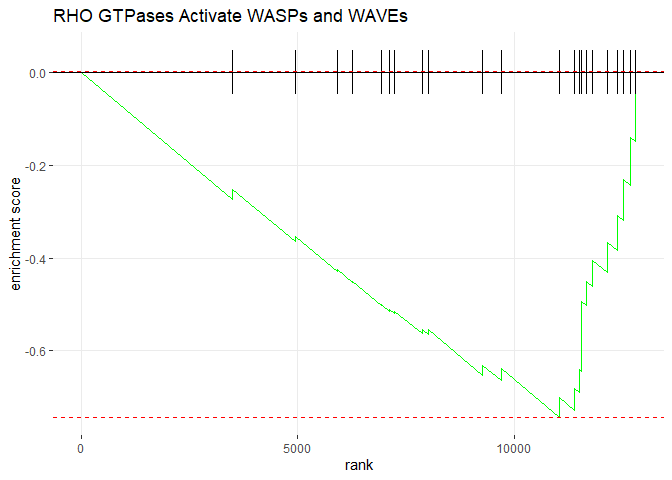 RHO GTPases Activate WASPs and WAVEs
0.0
-0.2
-0.4
-0.6
enrichment score
0
5000
10000
rank